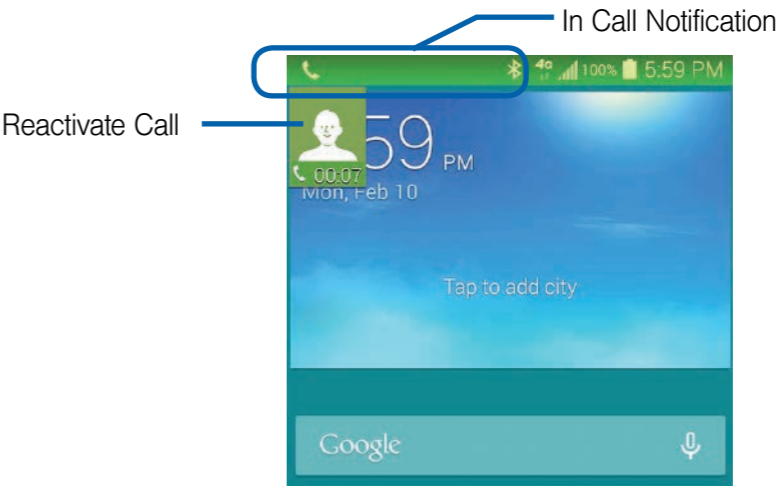 In Call Notification
4G 100% 5:59 PM
Reactivate Call
59 PM
00:07
Mon, Feb 10
Tap to add city
Google